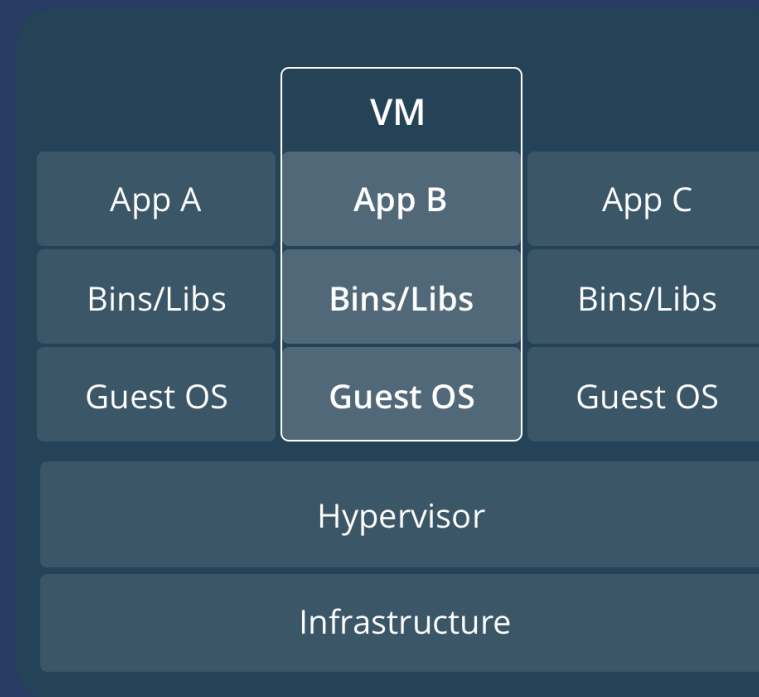 VM
App A
App B
App C
Bins/Libs
Bins/Libs
Bins/Libs
Guest OS
Guest OS
Guest OS
Hypervisor
Infrastructure